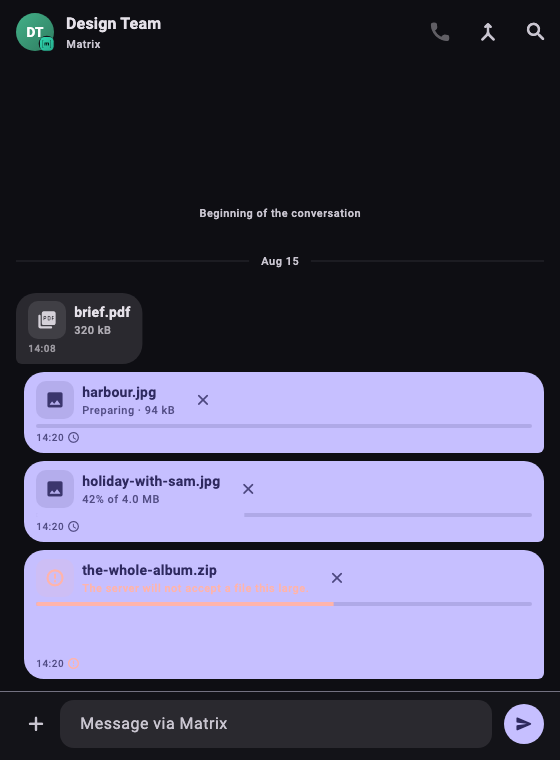 DT
Design Team
Matrix
Beginning of the conversation
Aug 15
PDF
brief.pdf
320 kB
14:08
harbour.jpg
Preparing · 94 kB
14:20
holiday-with-sam.jpg
42% of 4.0 MB
14:20
the-whole-album.zip
The server will not accept a file this large.
14:20
Message via Matrix